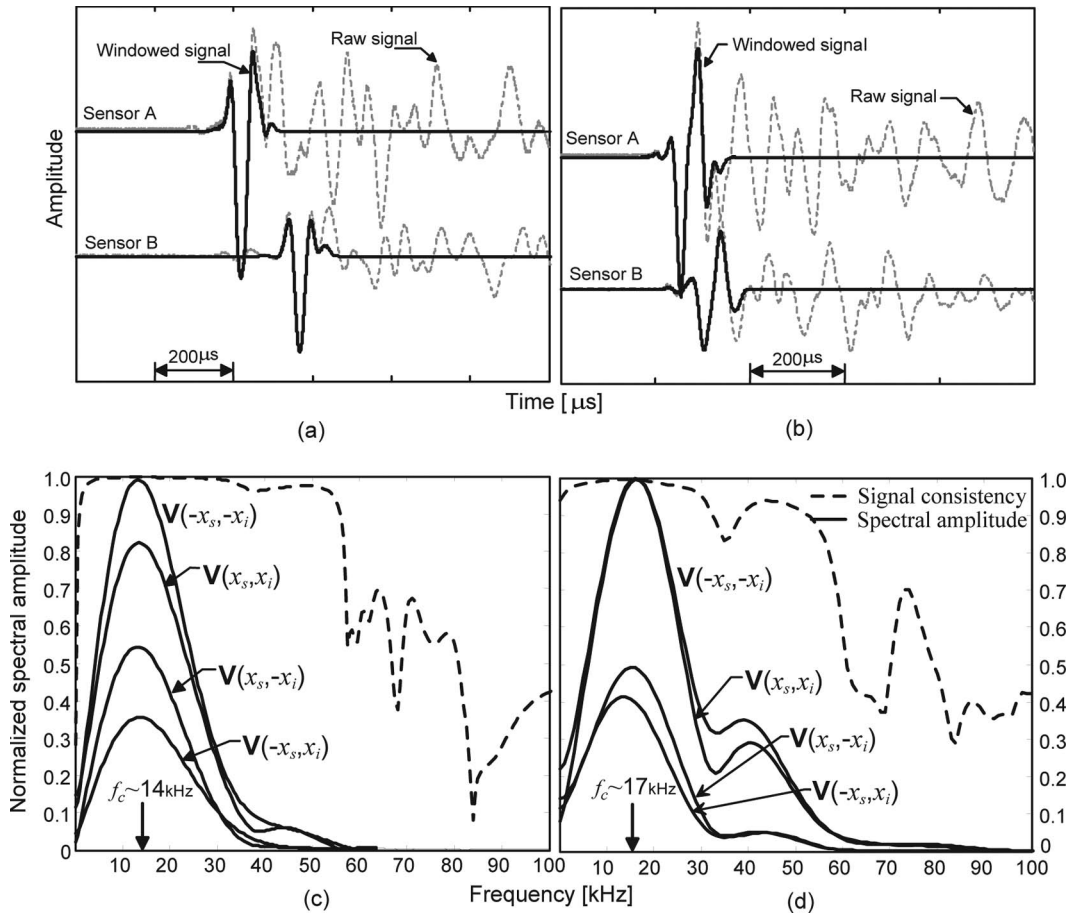 Windowed signal
Raw signal
Sensor A
Sensor B
200μs
Amplitude
Windowed signal
Raw signal
Sensor A
Sensor B
200μs
Time [ μs]
(a)
(b)
1.0
0.9
0.8
0.7
0.6
0.5
0.4
0.3
0.2
0.1
0
Normalized spectral amplitude
V(-xₛ,-xᵢ)
V(xₛ,xᵢ)
V(xₛ,-xᵢ)
V(-xₛ,xᵢ)
f_c~14kHz
10 20 30 40 50 60 70 80 90 100
(c)
Signal consistency
Spectral amplitude
V(-xₛ,-xᵢ)
V(xₛ,xᵢ)
V(xₛ,-xᵢ)
V(-xₛ,xᵢ)
f_c~17kHz
1.0
0.9
0.8
0.7
0.6
0.5
0.4
0.3
0.2
0.1
0
10 20 30 40 50 60 70 80 90 100
(d)
Frequency [kHz]